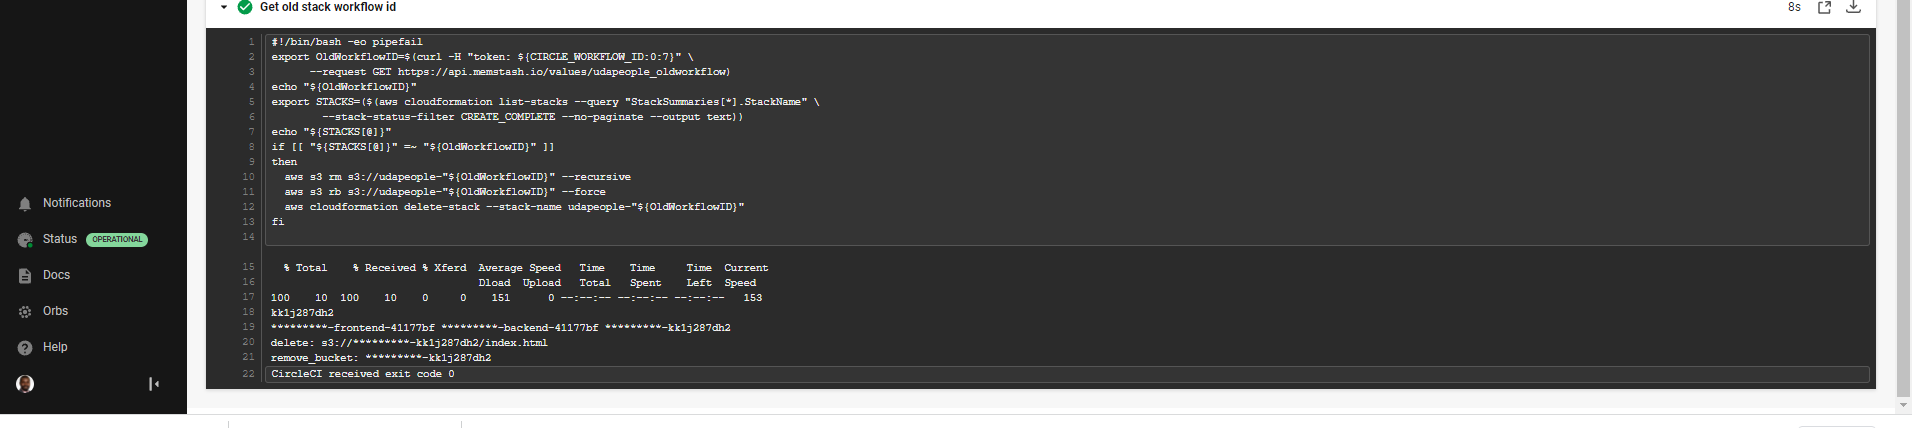 Get old stack workflow id
8s
1 #!/bin/bash -eo pipefail
2 export OldWorkflowID=$(curl -H "token: ${CIRCLE_WORKFLOW_ID:0:7}" \
3 --request GET https://api.memstash.io/values/udapeople_oldworkflow)
4 echo "${OldWorkflowID}"
5 export STACKS=($(aws cloudformation list-stacks --query "StackSummaries[*].StackName" \
6 --stack-status-filter CREATE_COMPLETE --no-paginate --output text))
7 echo "${STACKS[@]}"
8 if [[ "${STACKS[@]}" =~ "${OldWorkflowID}" ]]
9 then
10 aws s3 rm s3://udapeople-"${OldWorkflowID}" --recursive
11 aws s3 rb s3://udapeople-"${OldWorkflowID}" --force
12 aws cloudformation delete-stack --stack-name udapeople-"${OldWorkflowID}"
13 fi
14
15 % Total % Received % Xferd Average Speed Time Time Time Current
16 Dload Upload Total Spent Left Speed
17 100 10 100 10 0 0 151 0 --:--:-- --:--:-- --:--:-- 153
18 kk1j287dh2
19 *********-frontend-41177bf *********-backend-41177bf *********-kk1j287dh2
20 delete: s3://*********-kk1j287dh2/index.html
21 remove_bucket: *********-kk1j287dh2
22 CircleCI received exit code 0
Notifications
Status OPERATIONAL
Docs
Orbs
Help